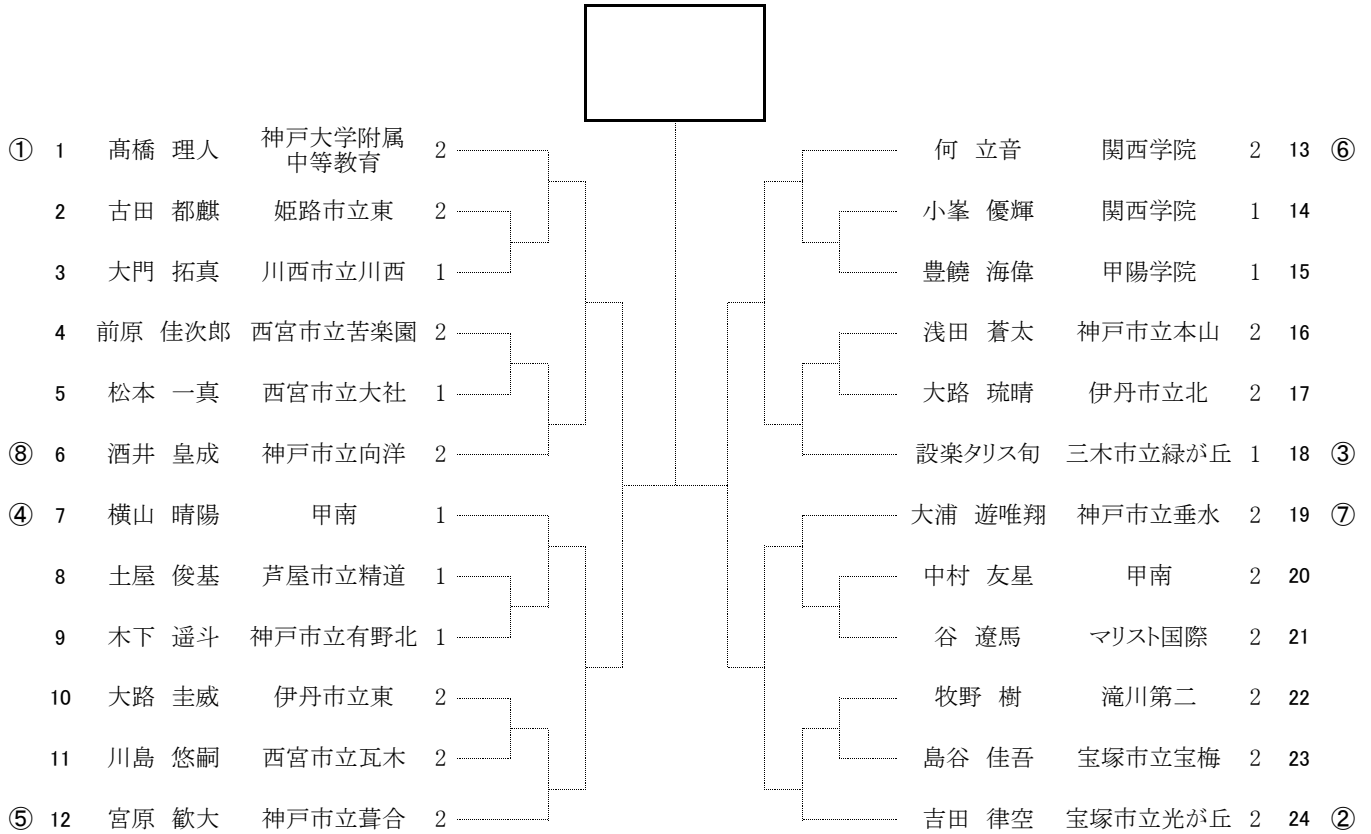 ① 1 髙橋 理人 神戸大学附属中等教育 2
2 古田 都麒 姫路市立東 2
3 大門 拓真 川西市立川西 1
4 前原 佳次郎 西宮市立苦楽園 2
5 松本 一真 西宮市立大社 1
⑧ 6 酒井 皇成 神戸市立向洋 2
④ 7 横山 晴陽 甲南 1
8 土屋 俊基 芦屋市立精道 1
9 木下 遥斗 神戸市立有野北 1
10 大路 圭威 伊丹市立東 2
11 川島 悠嗣 西宮市立瓦木 2
⑤ 12 宮原 歓大 神戸市立葺合 2
何 立音 関西学院 2 13 ⑥
小峯 優輝 関西学院 1 14
豊饒 海偉 甲陽学院 1 15
浅田 蒼太 神戸市立本山 2 16
大路 琉晴 伊丹市立北 2 17
設楽タリス旬 三木市立緑が丘 1 18 ③
大浦 遊唯翔 神戸市立垂水 2 19 ⑦
中村 友星 甲南 2 20
谷 遼馬 マリスト国際 2 21
牧野 樹 滝川第二 2 22
島谷 佳吾 宝塚市立宝梅 2 23
吉田 律空 宝塚市立光が丘 2 24 ②